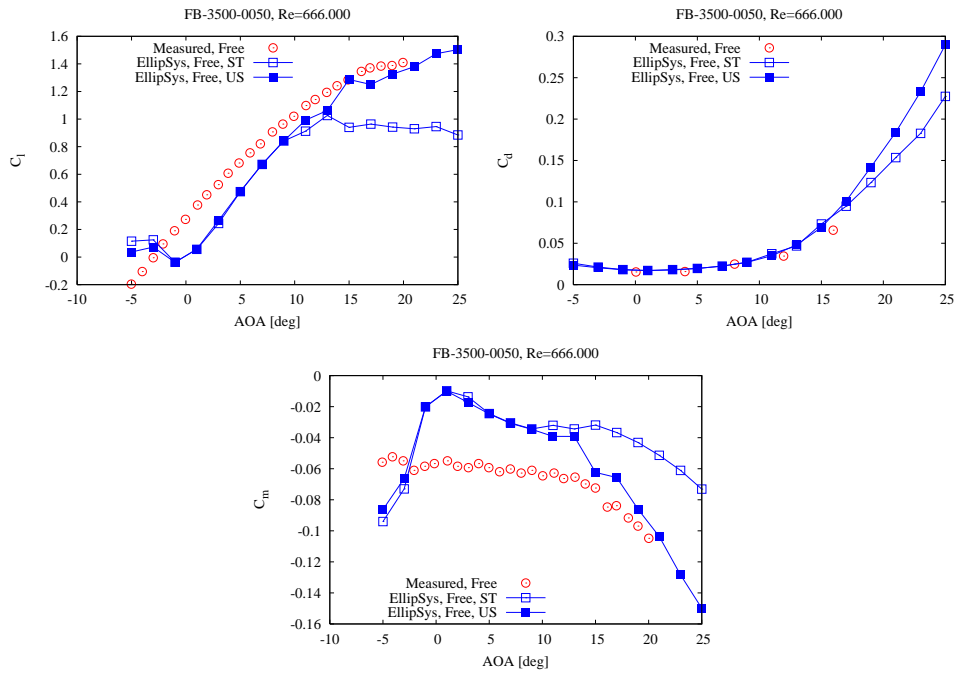 FB-3500-0050, Re=666.000
1.6
1.4
1.2
1
0.8
0.6
0.4
0.2
0
-0.2
Cl
Measured, Free
EllipSys, Free, ST
EllipSys, Free, US
-10 -5 0 5 10 15 20 25
AOA [deg]
FB-3500-0050, Re=666.000
0.3
0.25
0.2
0.15
0.1
0.05
0
Cd
Measured, Free
EllipSys, Free, ST
EllipSys, Free, US
-5 0 5 10 15 20 25
AOA [deg]
FB-3500-0050, Re=666.000
0
-0.02
-0.04
-0.06
-0.08
-0.1
-0.12
-0.14
-0.16
Cm
Measured, Free
EllipSys, Free, ST
EllipSys, Free, US
-10 -5 0 5 10 15 20 25
AOA [deg]